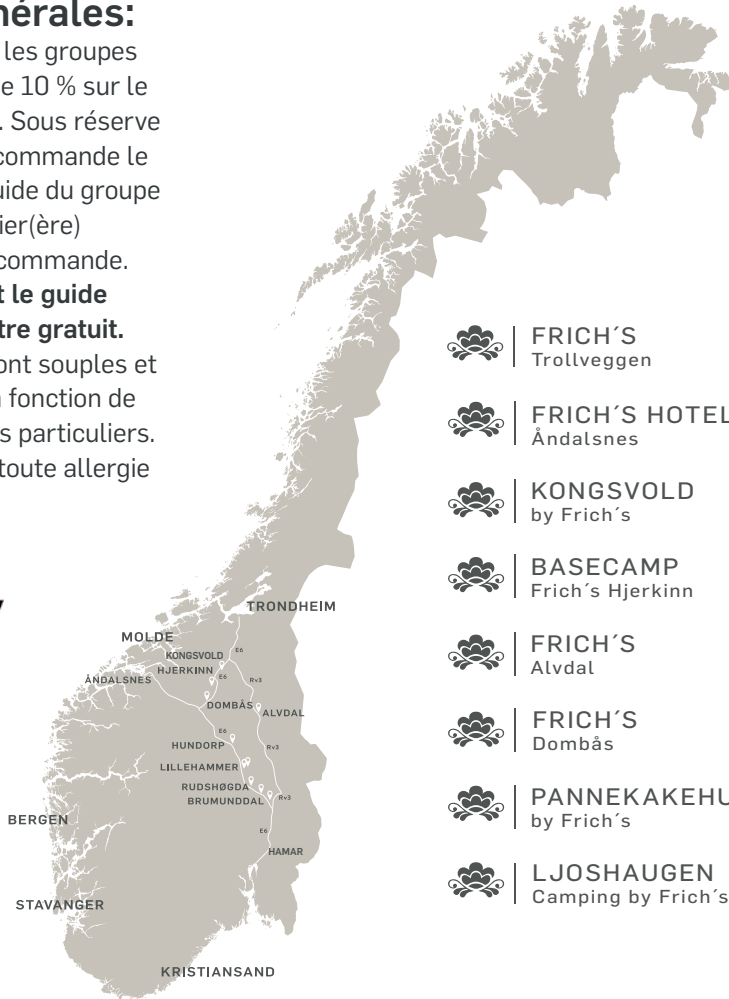 nérales:
les groupes
e 10 % sur le
. Sous réserve
commande le
uide du groupe
ier(ère)
commande.
t le guide
tre gratuit.
ont souples et
fonction de
s particuliers.
toute allergie
FRICH´S
Trollveggen
FRICH´S HOTEL
Åndalsnes
KONGSVOLD
by Frich´s
BASECAMP
Frich´s Hjerkinn
FRICH´S
Alvdal
FRICH´S
Dombås
PANNEKAKEHU
by Frich´s
LJOSHAUGEN
Camping by Frich´s
TRONDHEIM
MOLDE
KONGSVOLD
E6
HJERKINN
E6
ÅNDALSNES
Rv3
DOMBÅS
ALVDAL
E6
HUNDORP
Rv3
LILLEHAMMER
RUDSHØGDA
BRUMUNDDAL
Rv3
BERGEN
E6
HAMAR
STAVANGER
KRISTIANSAND